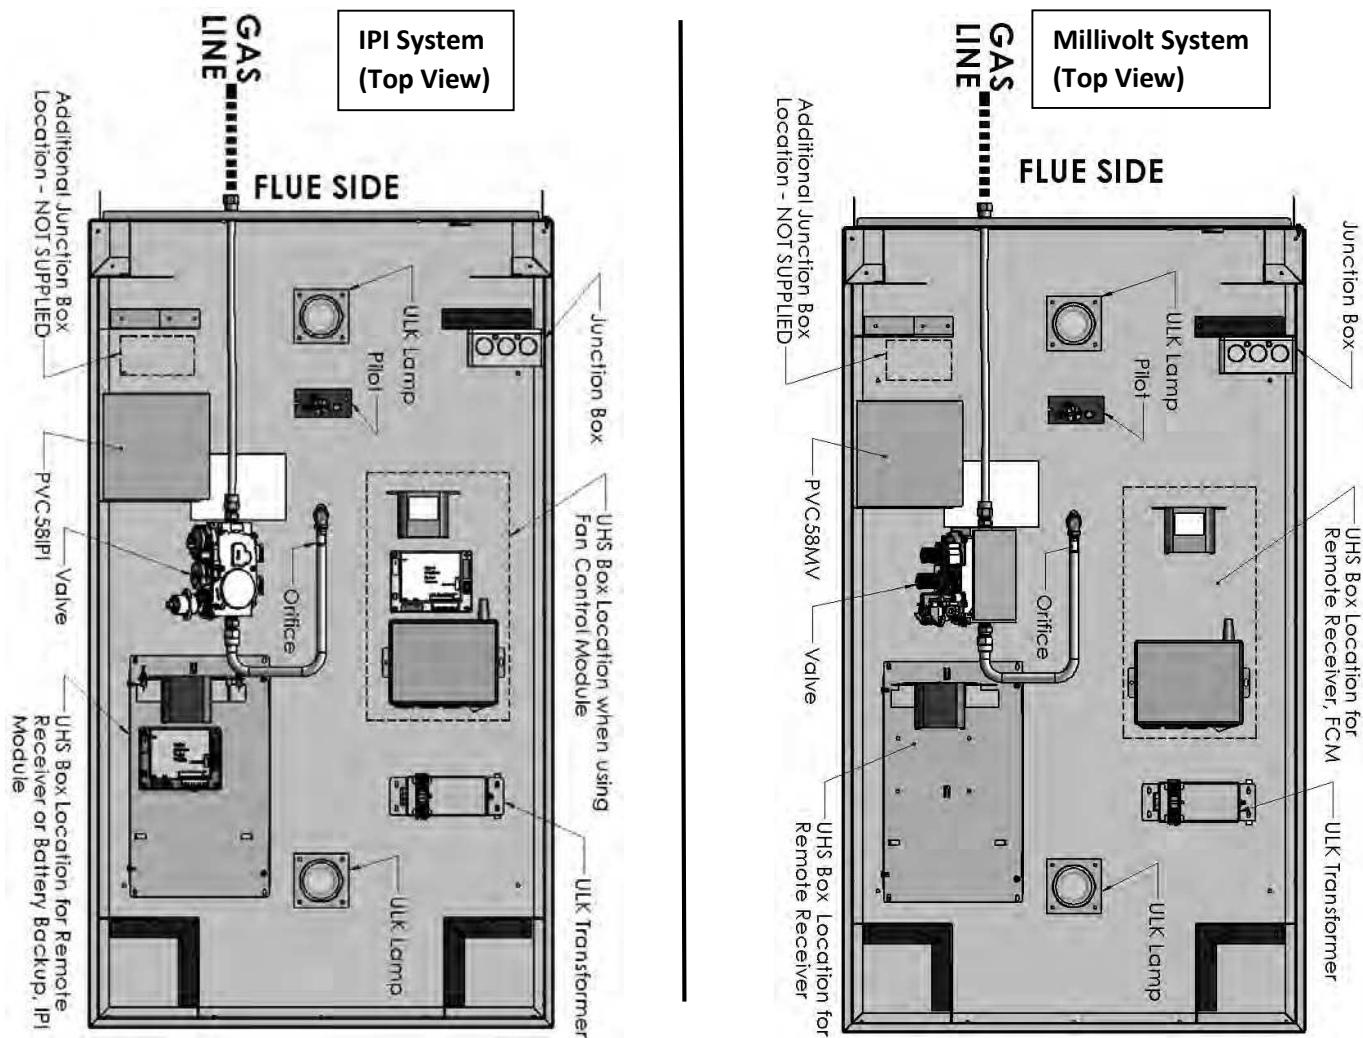 GAS
LINE
IPI System
(Top View)
FLUE SIDE
Additional Junction Box
Location - NOT SUPPLIED
ULK Lamp
Pilot
Junction Box
PVC58IPI
Valve
Orifice
UHS Box Location when using
Fan Control Module
UHS Box Location for Remote
Receiver or Battery Backup, IPI
Module
ULK Lamp
ULK Transformer
GAS
LINE
Millivolt System
(Top View)
FLUE SIDE
Additional Junction Box
Location - NOT SUPPLIED
ULK Lamp
Pilot
Junction Box
PVC58MV
Valve
Orifice
UHS Box Location for
Remote Receiver, FCM
UHS Box Location for
Remote Receiver
ULK Lamp
ULK Transformer